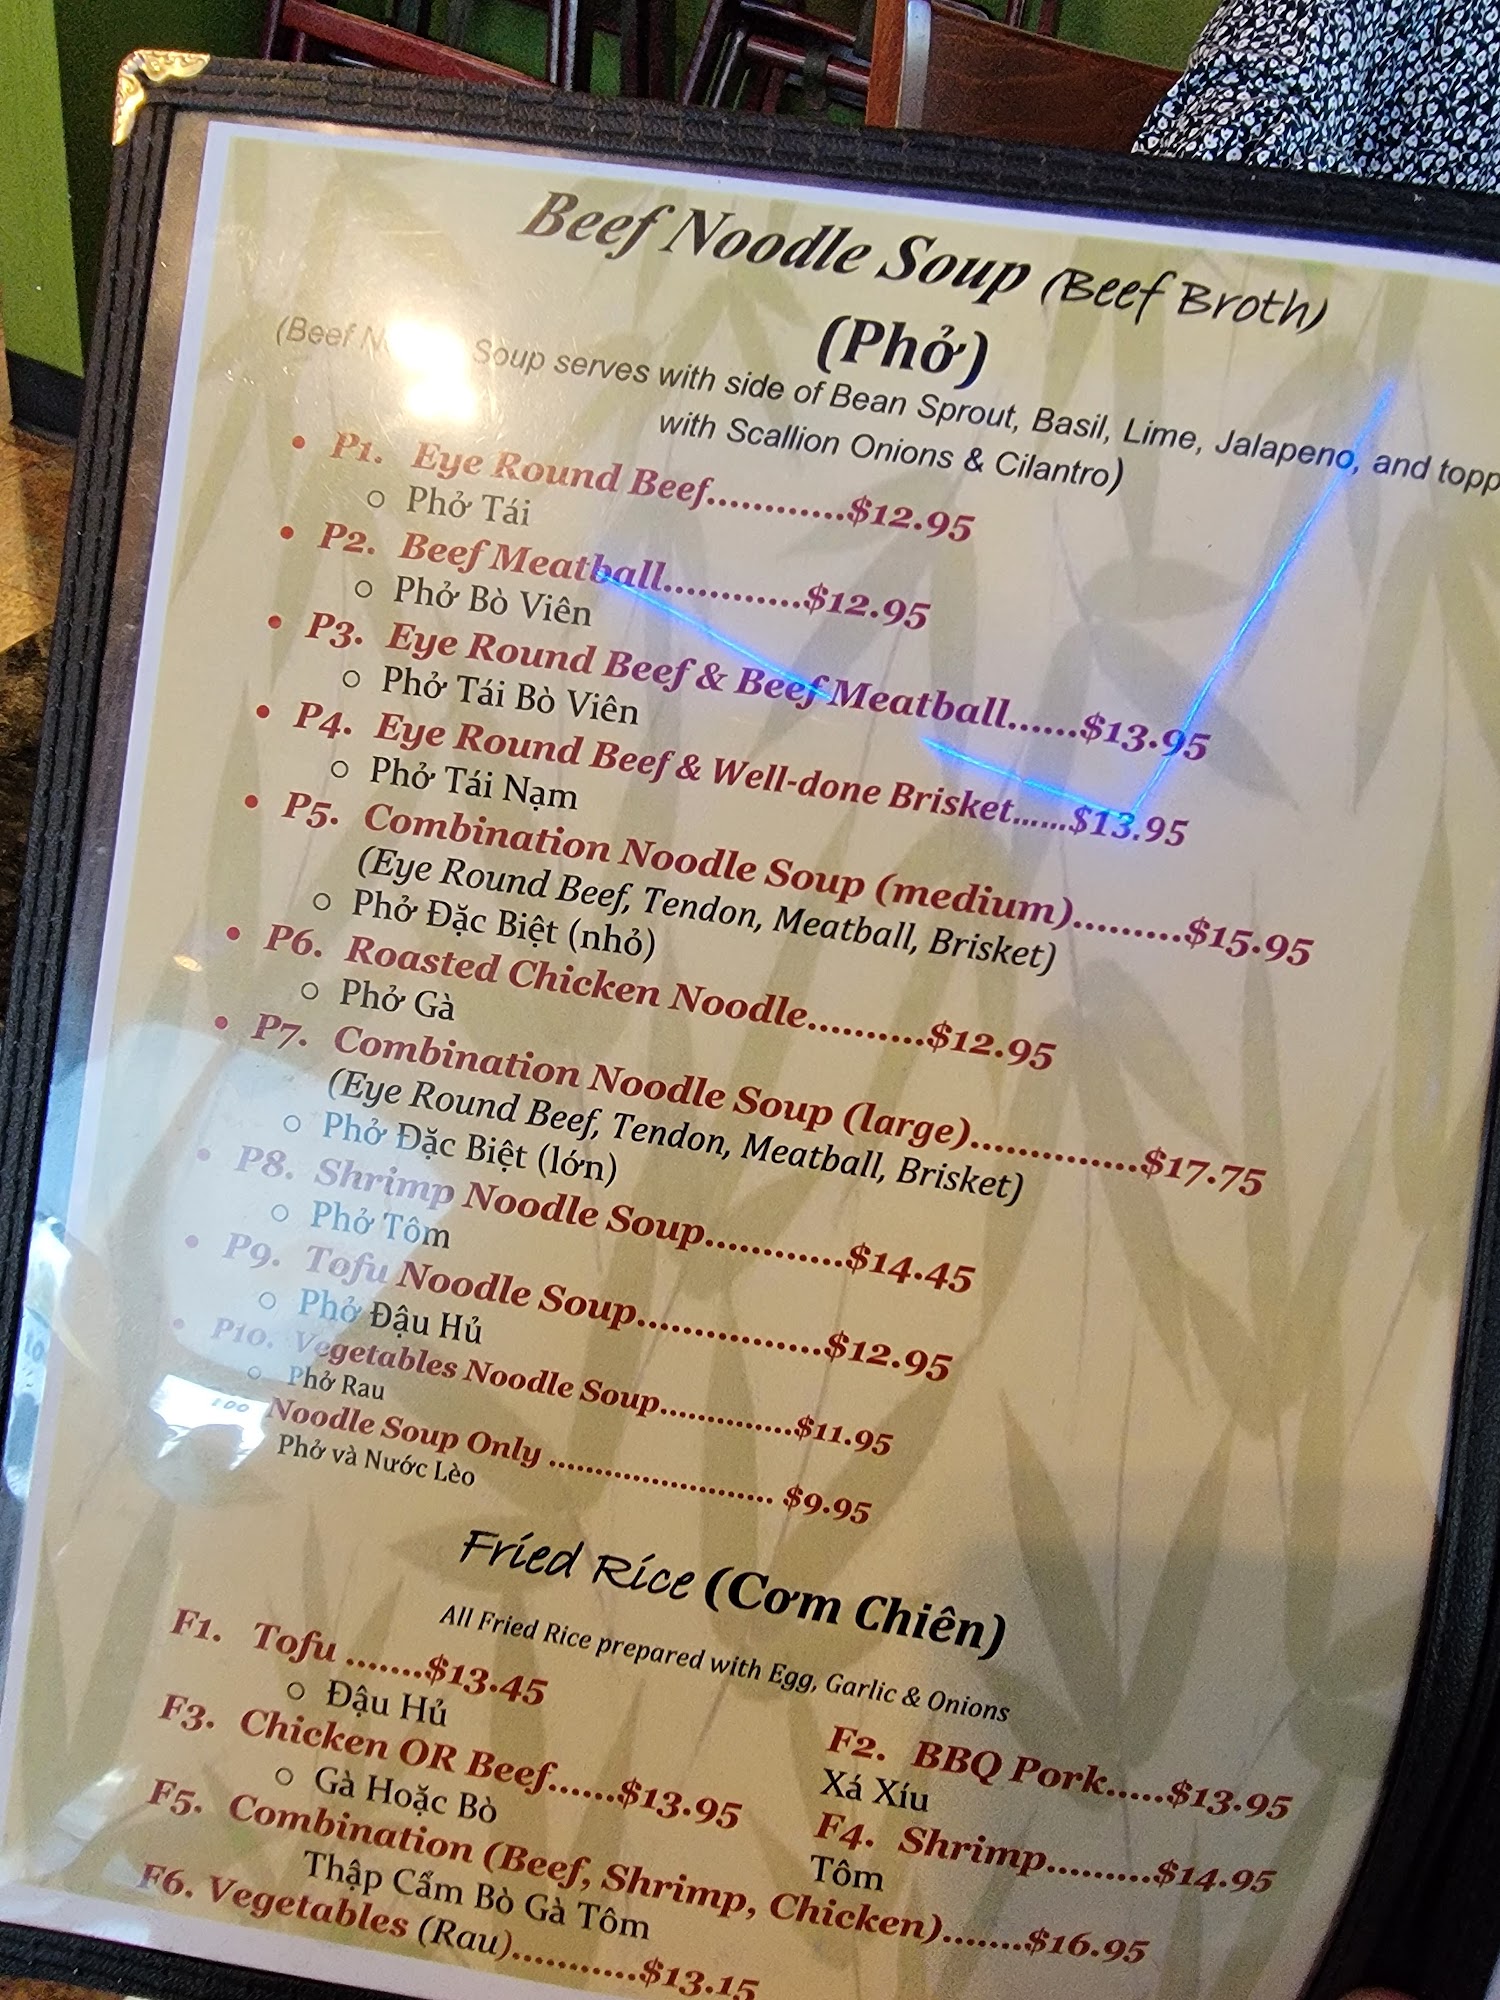 Beef Noodle Soup (Beef Broth)
(Phở)
(Beef Soup serves with side of Bean Sprout, Basil, Lime, Jalapeno, and topp
with Scallion Onions & Cilantro)
• P1. Eye Round Beef............$12.95
○ Phở Tái
• P2. Beef Meatball............$12.95
○ Phở Bò Viên
• P3. Eye Round Beef & Beef Meatball......$13.95
○ Phở Tái Bò Viên
• P4. Eye Round Beef & Well-done Brisket......$13.95
○ Phở Tái Nạm
• P5. Combination Noodle Soup (medium).........$15.95
(Eye Round Beef, Tendon, Meatball, Brisket)
○ Phở Đặc Biệt (nhỏ)
• P6. Roasted Chicken Noodle..........$12.95
○ Phở Gà
• P7. Combination Noodle Soup (large)..............$17.75
(Eye Round Beef, Tendon, Meatball, Brisket)
○ Phở Đặc Biệt (lớn)
• P8. Shrimp Noodle Soup............$14.45
○ Phở Tôm
• P9. Tofu Noodle Soup................$12.95
○ Phở Đậu Hủ
• P10. Vegetables Noodle Soup..............$11.95
○ Phở Rau
Noodle Soup Only ........................ $9.95
Phở và Nước Lèo
Fried Rice (Cơm Chiên)
All Fried Rice prepared with Egg, Garlic & Onions
F1. Tofu .......$13.45
○ Đậu Hủ
F2. BBQ Pork.....$13.95
Xá Xíu
F3. Chicken OR Beef......$13.95
○ Gà Hoặc Bò
F4. Shrimp.........$14.95
Tôm
F5. Combination (Beef, Shrimp, Chicken).......$16.95
Thập Cẩm Bò Gà Tôm
F6. Vegetables (Rau)...........$13.15